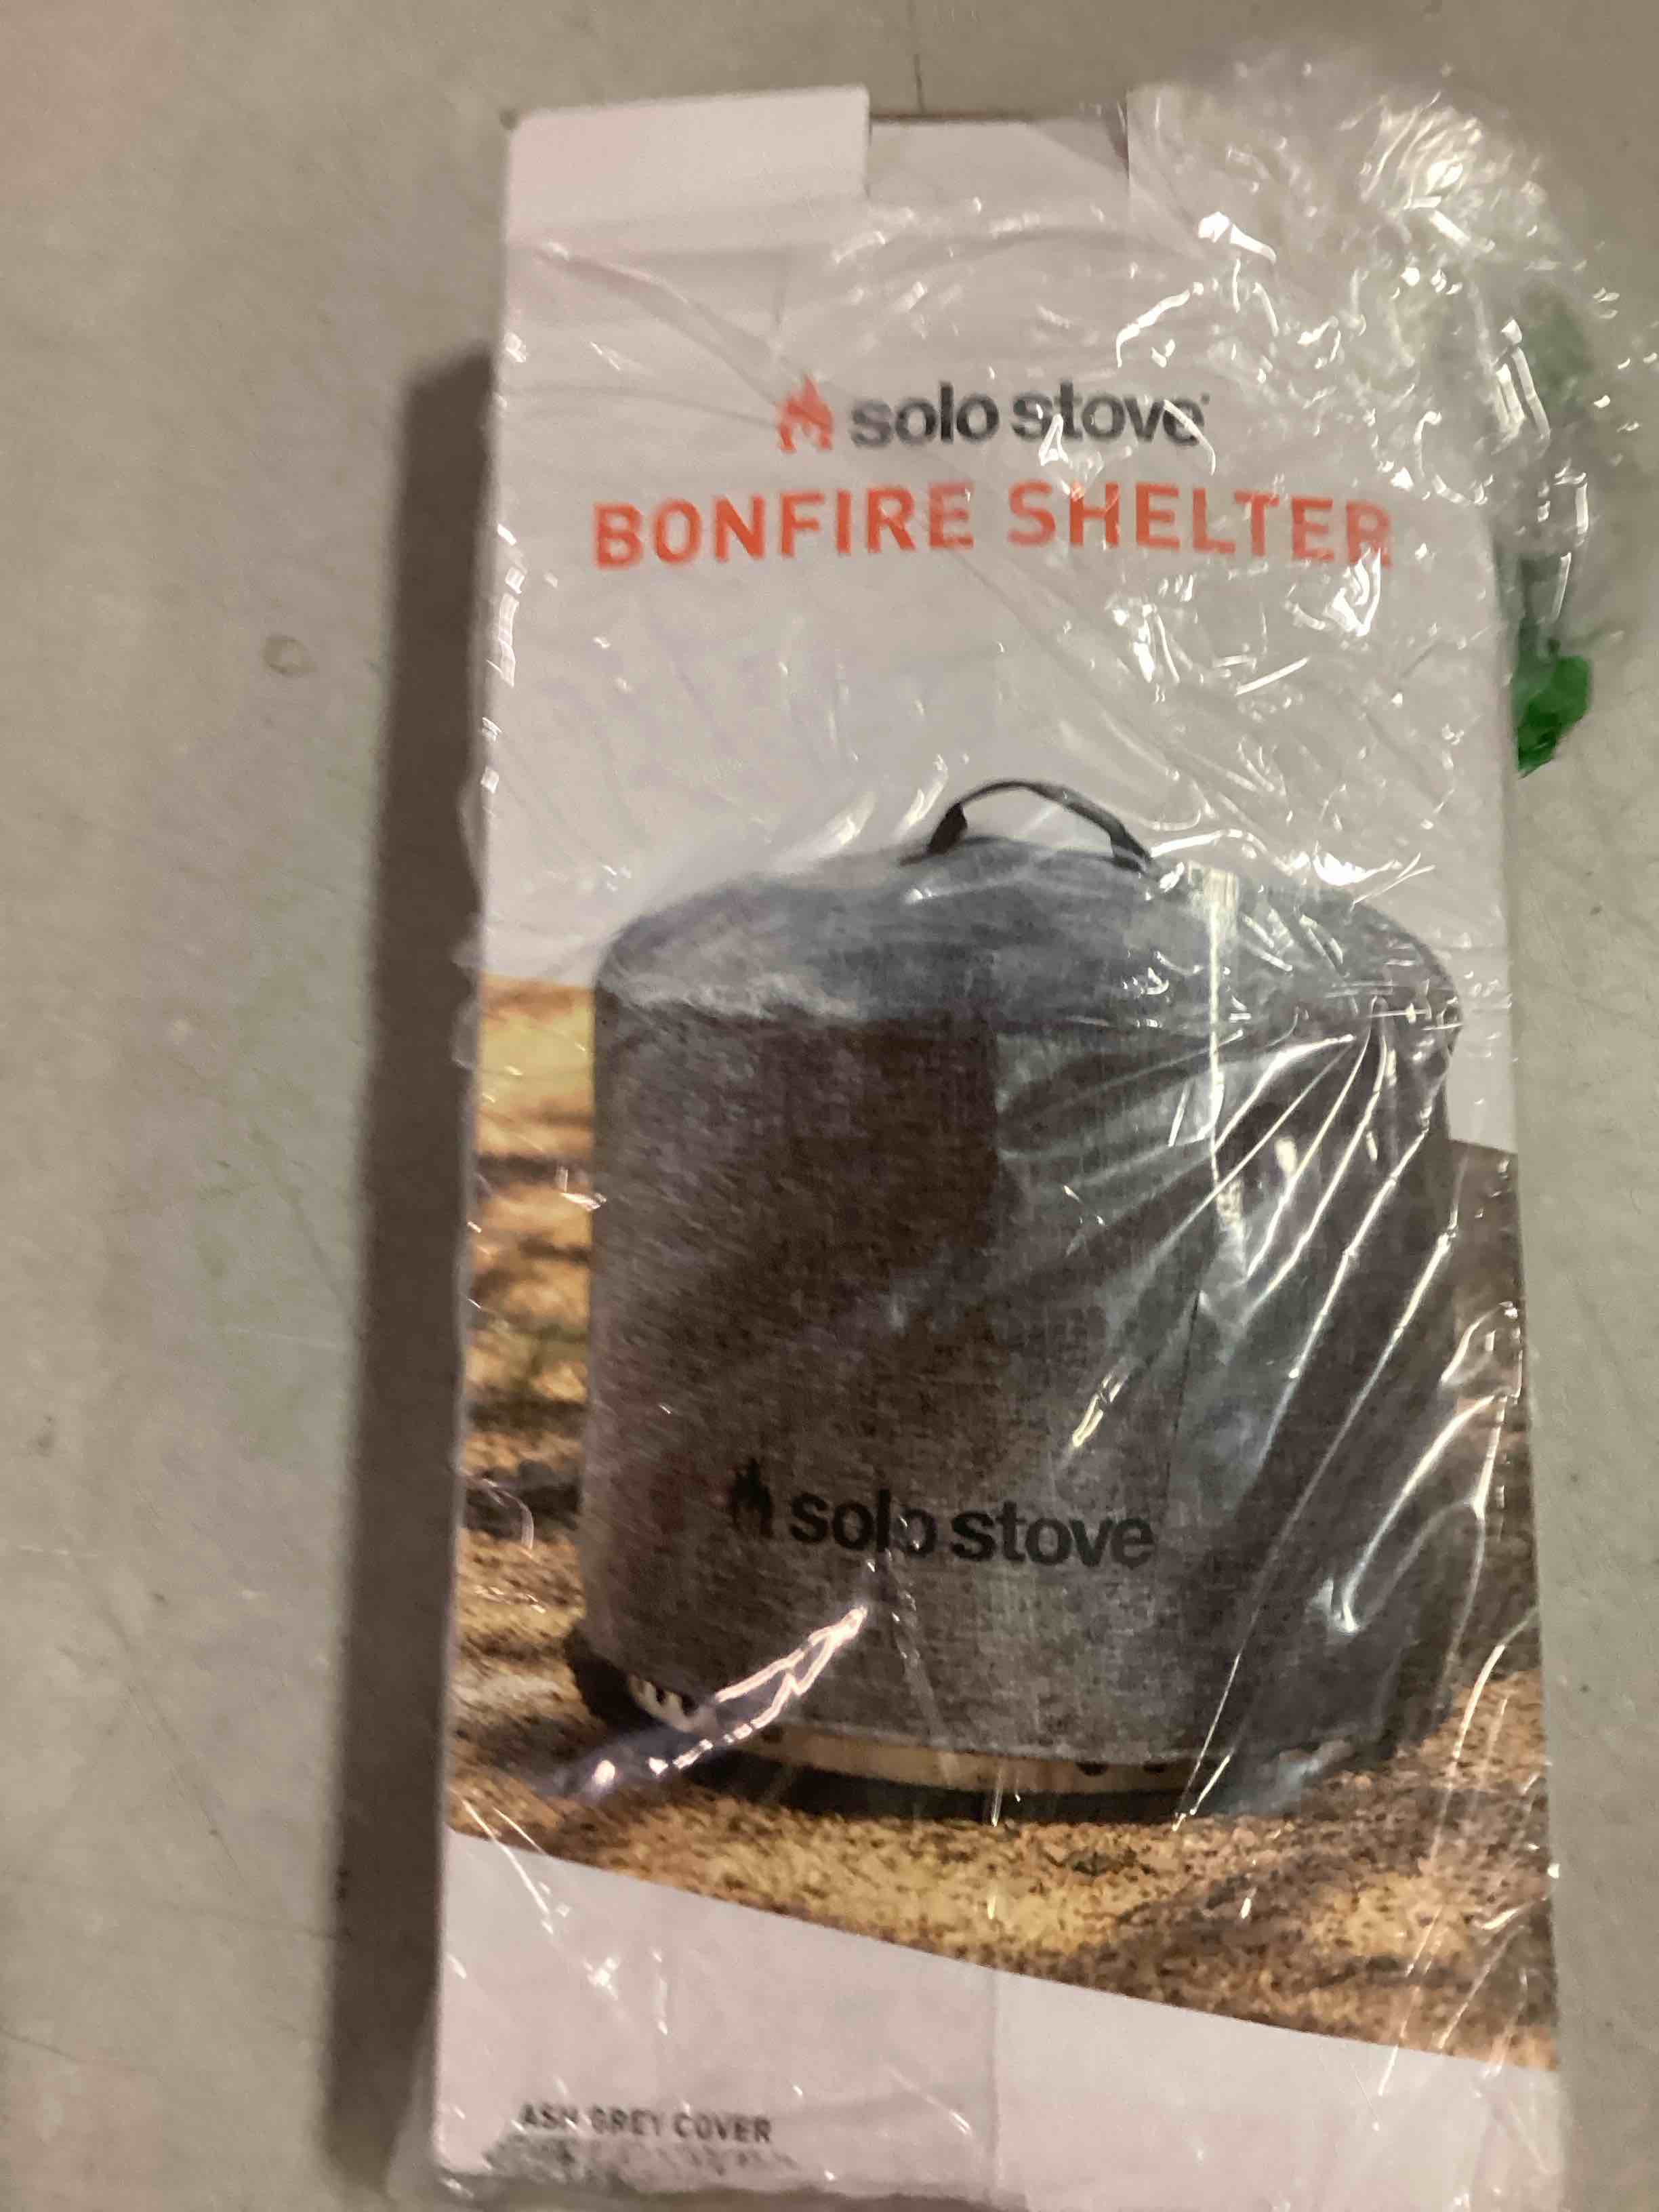 solo stove
BONFIRE SHELTER
solo stove
ASH GREY COVER